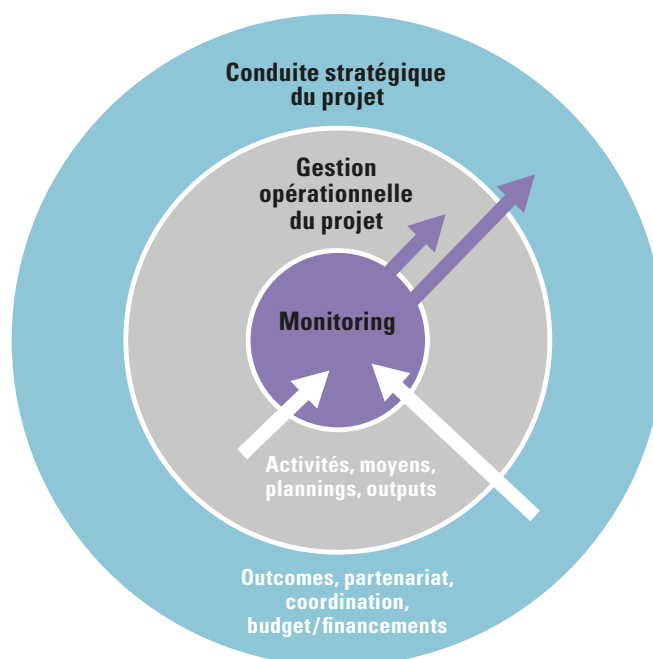 Conduite stratégique
du projet
Gestion
opérationnelle
du projet
Monitoring
Activités, moyens,
plannings, outputs
Outcomes, partenariat,
coordination,
budget/financements